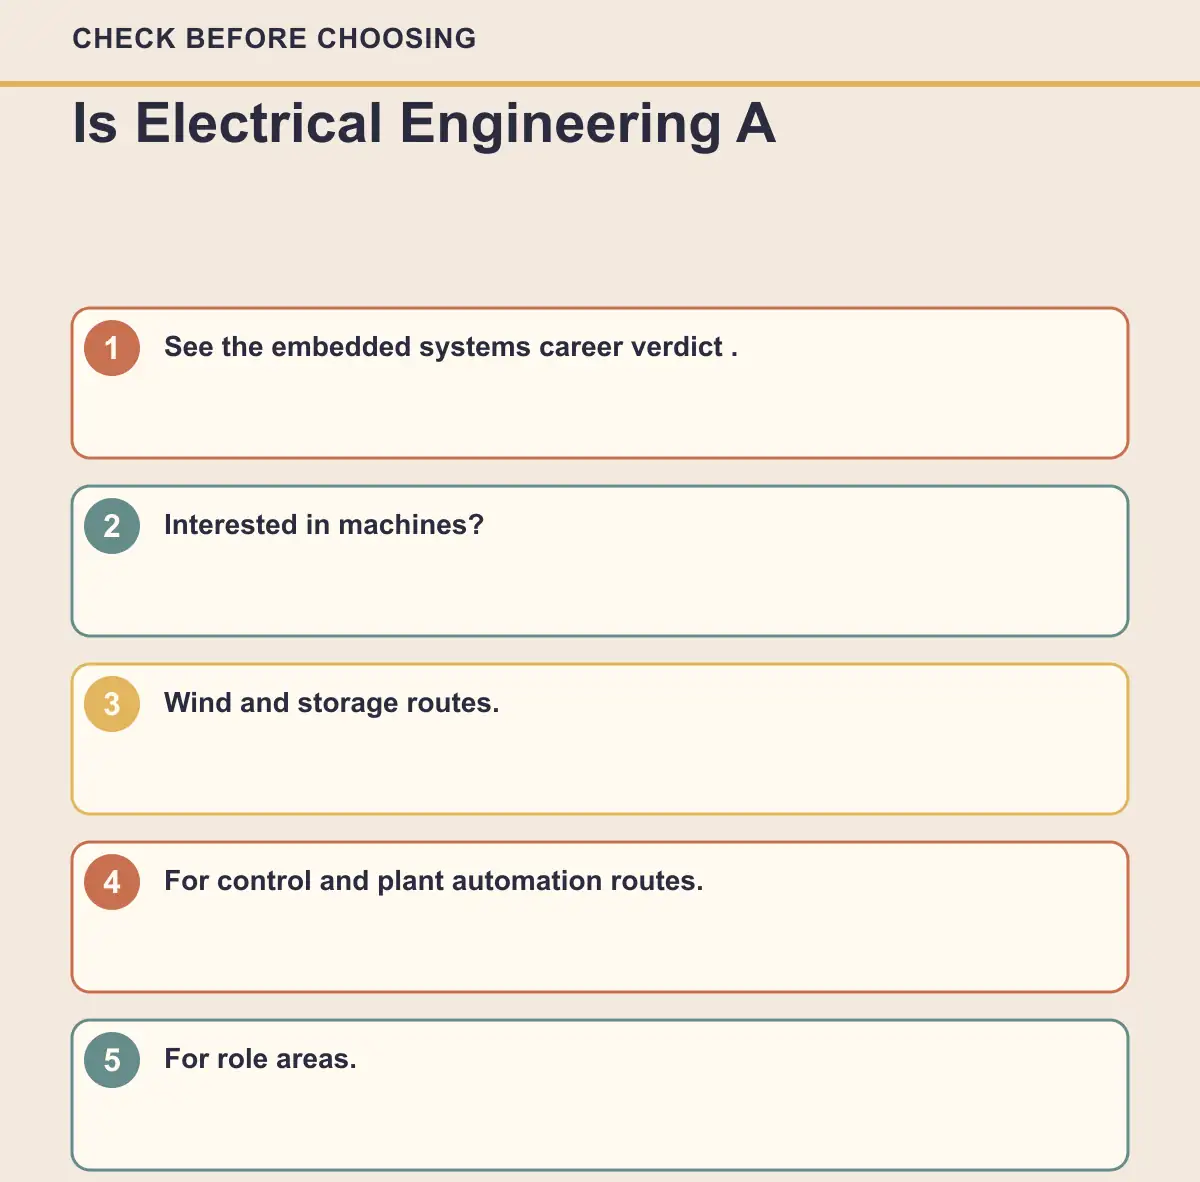 CHECK BEFORE CHOOSING
Is Electrical Engineering A
1 See the embedded systems career verdict .
2 Interested in machines?
3 Wind and storage routes.
4 For control and plant automation routes.
5 For role areas.